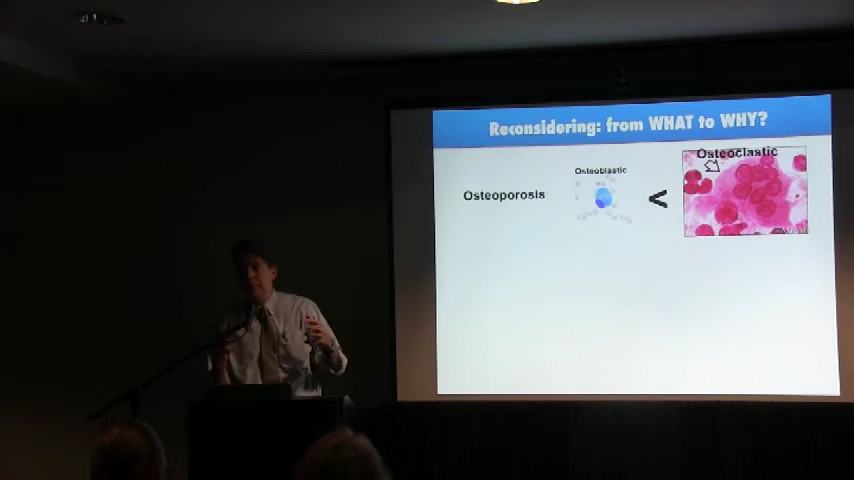 Reconsidering: from WHAT to WHY?
Osteoporosis
Osteoblastic
<
Osteoclastic